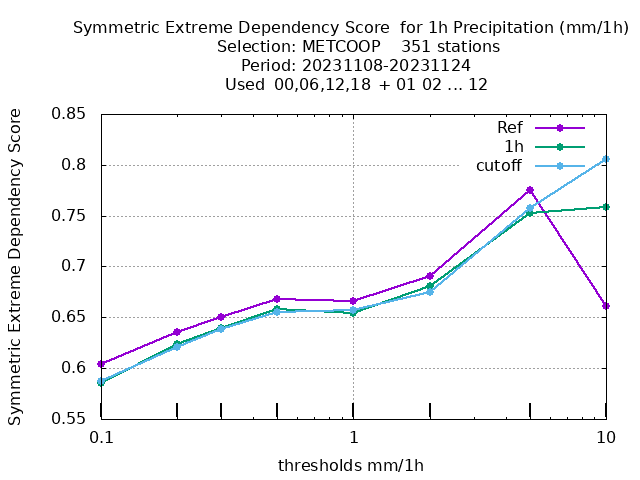 Symmetric Extreme Dependency Score for 1h Precipitation (mm/1h)
Selection: METCOOP 351 stations
Period: 20231108-20231124
Used 00,06,12,18 + 01 02 ... 12
Symmetric Extreme Dependency Score
0.85
0.8
0.75
0.7
0.65
0.6
0.55
Ref
1h
cutoff
0.1
1
10
thresholds mm/1h